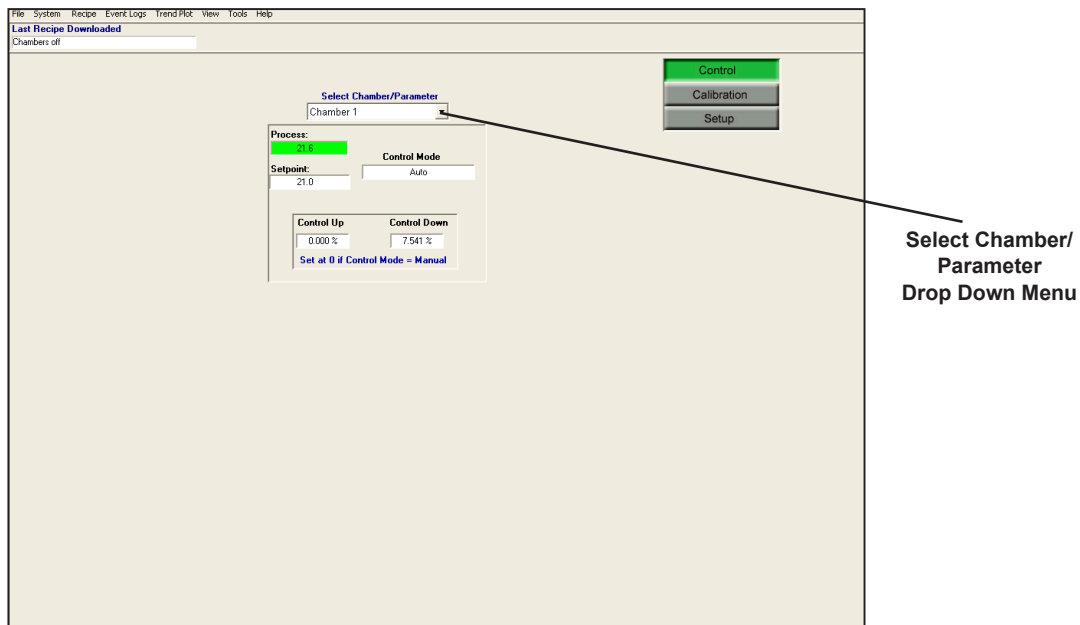 File System Recipe Event Logs Trend Plot View Tools Help
Last Recipe Downloaded
Chambers off
Control
Calibration
Setup
Select Chamber/Parameter
Chamber 1
Process:
21.6
Control Mode
Auto
Setpoint:
21.0
Control Up Control Down
0.000 % 7.541 %
Set at 0 if Control Mode = Manual
Select Chamber/
Parameter
Drop Down Menu